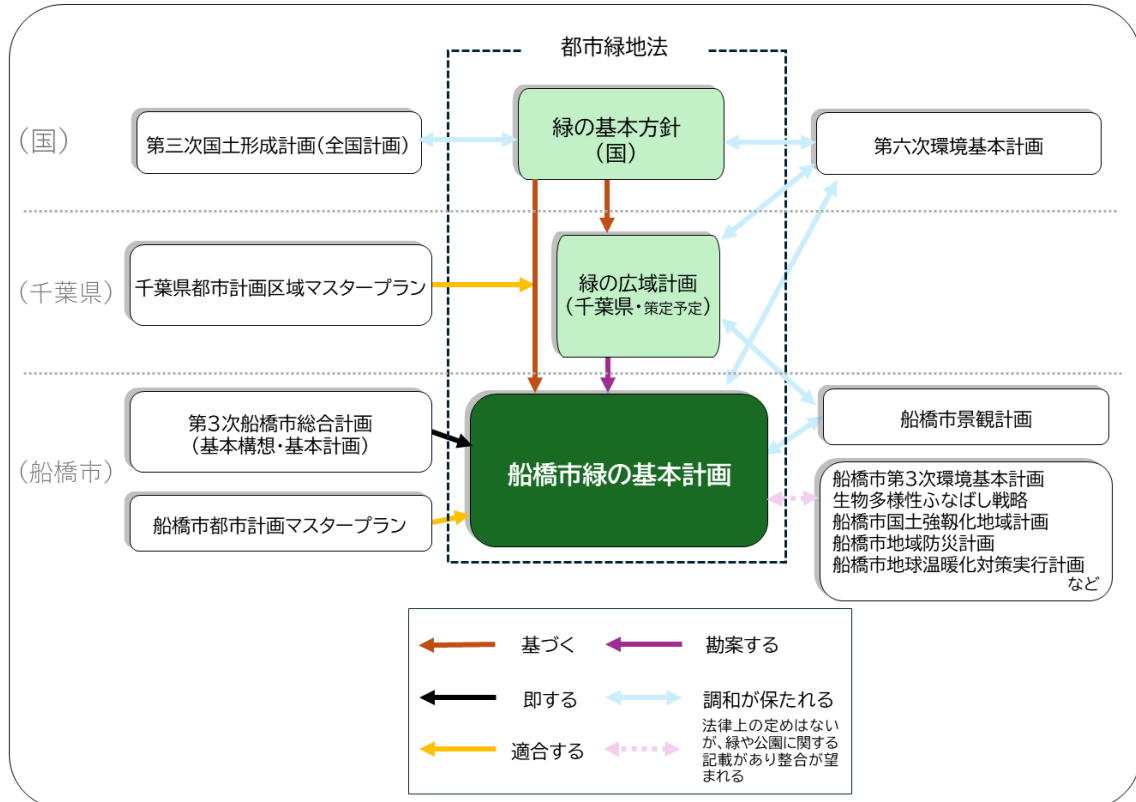 都市緑地法
(国)
第三次国土形成計画(全国計画)
緑の基本方針
(国)
第六次環境基本計画
(千葉県)
千葉県都市計画区域マスタープラン
緑の広域計画
(千葉県・策定予定)
(船橋市)
第3次船橋市総合計画
(基本構想・基本計画)
船橋市都市計画マスタープラン
船橋市緑の基本計画
船橋市景観計画
船橋市第3次環境基本計画
生物多様性ふなばし戦略
船橋市国土強靱化地域計画
船橋市地域防災計画
船橋市地球温暖化対策実行計画
など
基づく
勘案する
即する
調和が保たれる
適合する
法律上の定めはない
が、緑や公園に関する
記載があり整合が望
まれる